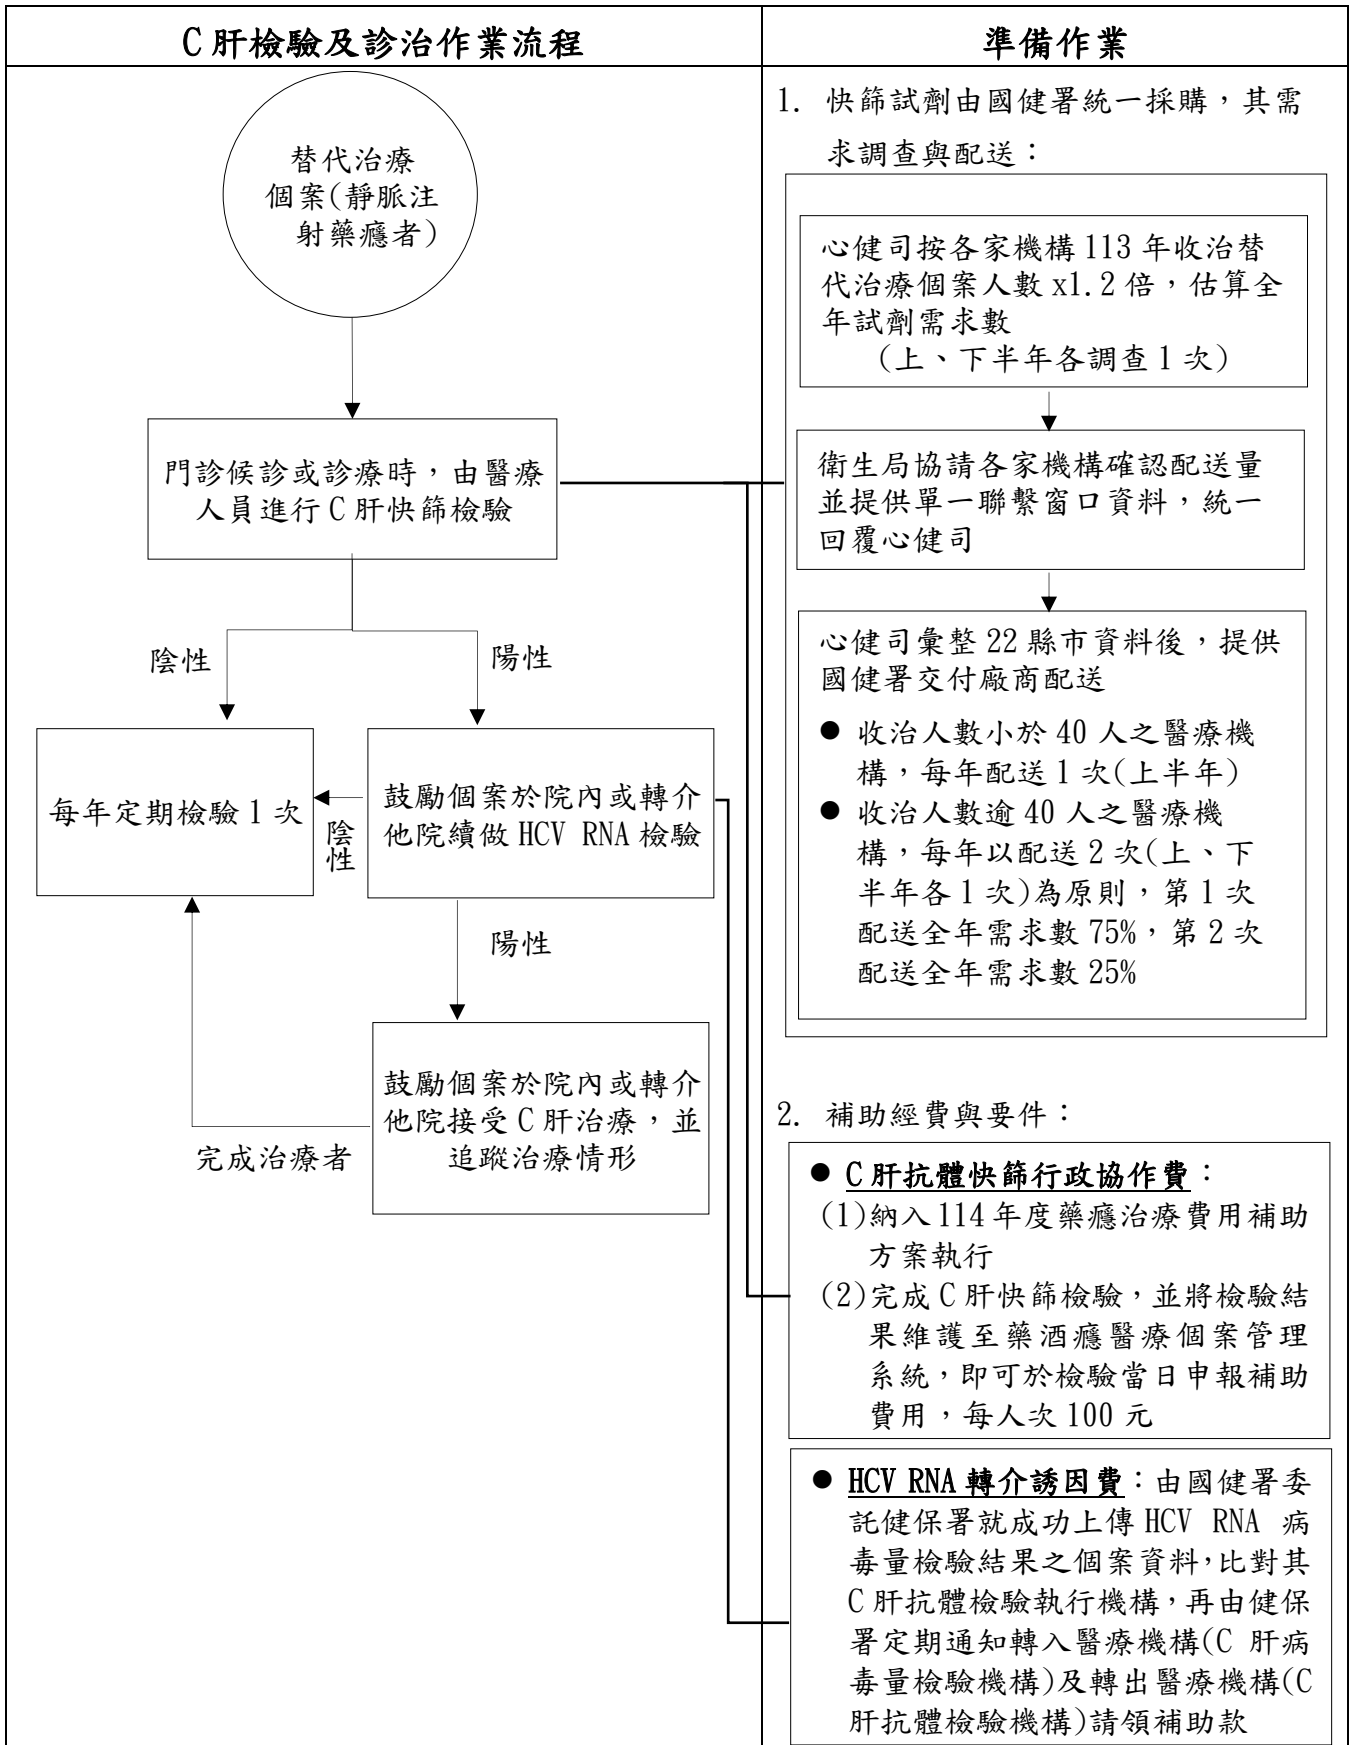 C肝檢驗及診治作業流程
替代治療
個案(靜脈注
射藥癮者)
門診候診或診療時，由醫療
人員進行C肝快篩檢驗
陰性
陽性
每年定期檢驗1次
陰性
鼓勵個案於院內或轉介
他院續做HCV RNA檢驗
陽性
鼓勵個案於院內或轉介
他院接受C肝治療，並
追蹤治療情形
完成治療者
準備作業
1. 快篩試劑由國健署統一採購，其需
求調查與配送：
心健司按各家機構113年收治替
代治療個案人數x1.2倍，估算全
年試劑需求數
(上、下半年各調查1次)
衛生局協請各家機構確認配送量
並提供單一聯繫窗口資料，統一
回覆心健司
心健司彙整22縣市資料後，提供
國健署交付廠商配送
● 收治人數小於40人之醫療機
構，每年配送1次(上半年)
● 收治人數逾40人之醫療機
構，每年以配送2次(上、下
半年各1次)為原則，第1次
配送全年需求數75%，第2次
配送全年需求數25%
2. 補助經費與要件：
● C肝抗體快篩行政協作費：
(1)納入114年度藥癮治療費用補助
方案執行
(2)完成C肝快篩檢驗，並將檢驗結
果維護至藥酒癮醫療個案管理
系統，即可於檢驗當日申報補助
費用，每人次100元
● HCV RNA轉介誘因費：由國健署委
託健保署就成功上傳HCV RNA 病
毒量檢驗結果之個案資料，比對其
C肝抗體檢驗執行機構，再由健保
署定期通知轉入醫療機構(C 肝病
毒量檢驗機構)及轉出醫療機構(C
肝抗體檢驗機構)請領補助款